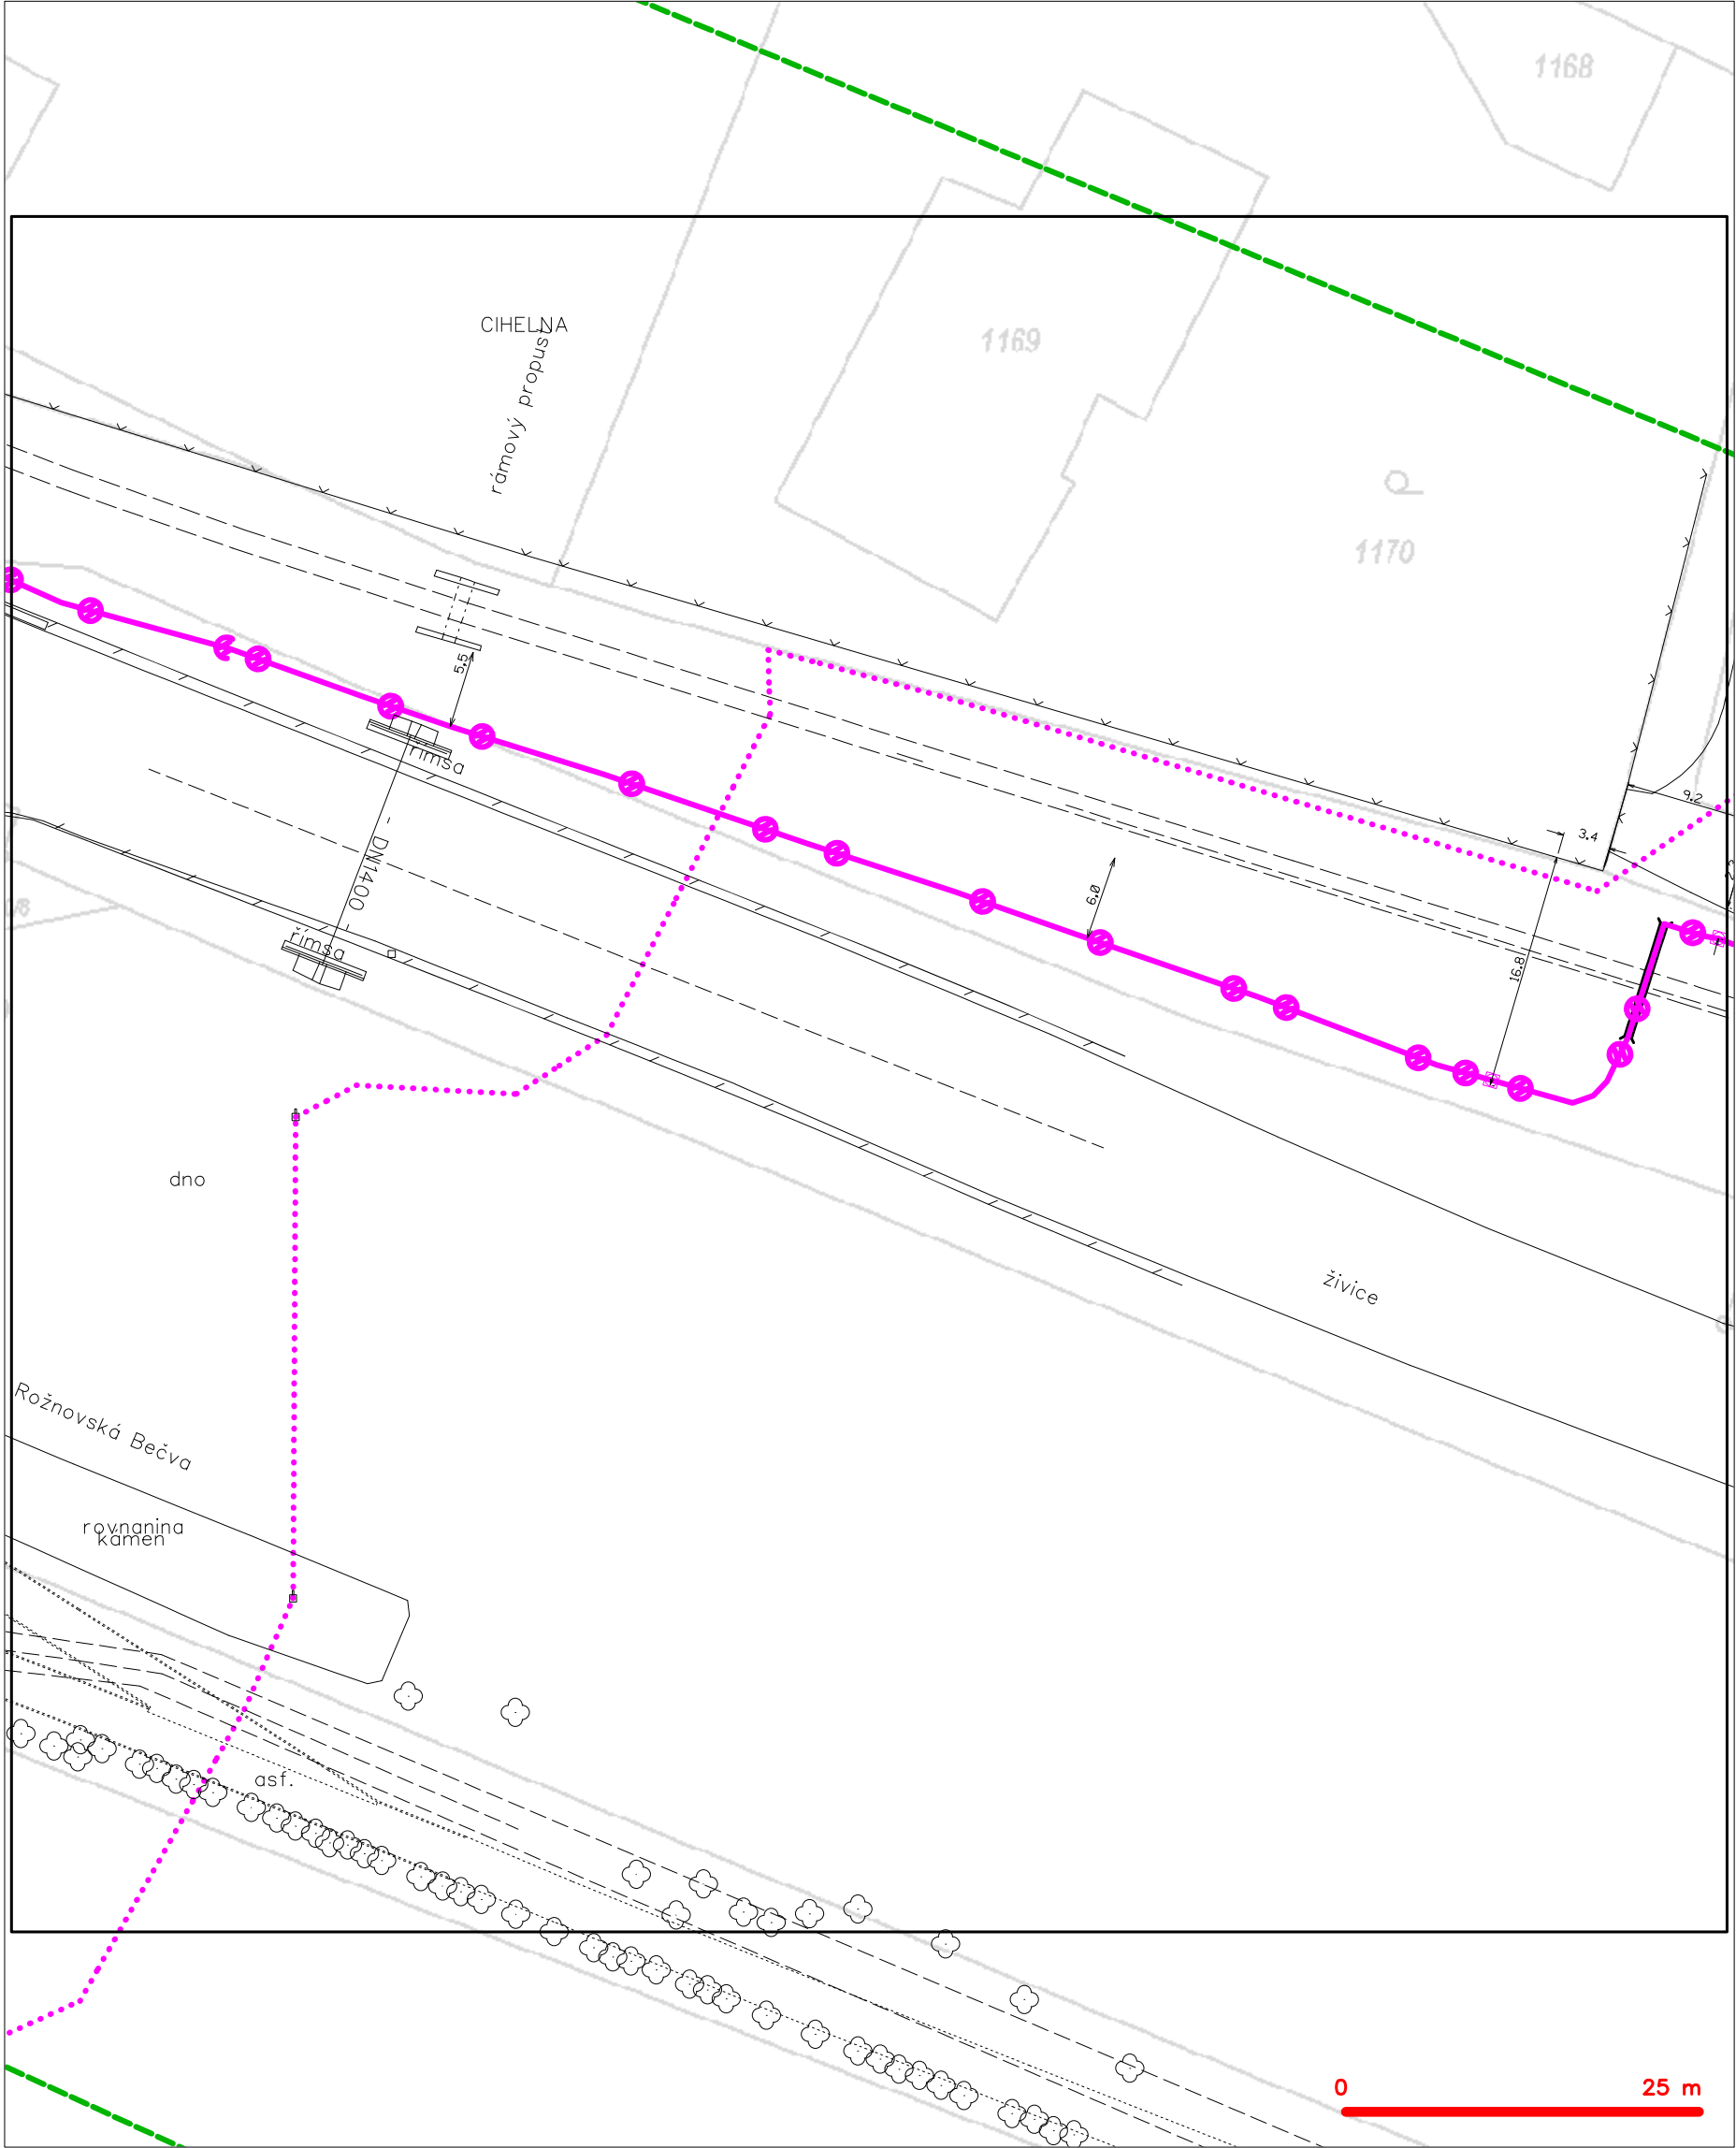 1168
CIHELNA
rámový propust
1169
1170
5,5
římsa
9.2
3.4
- DN1400 -
6,0
16.8
římsa
dno
živice
Rožnovská Bečva
rovnanina
kamen
asf.
0
25 m